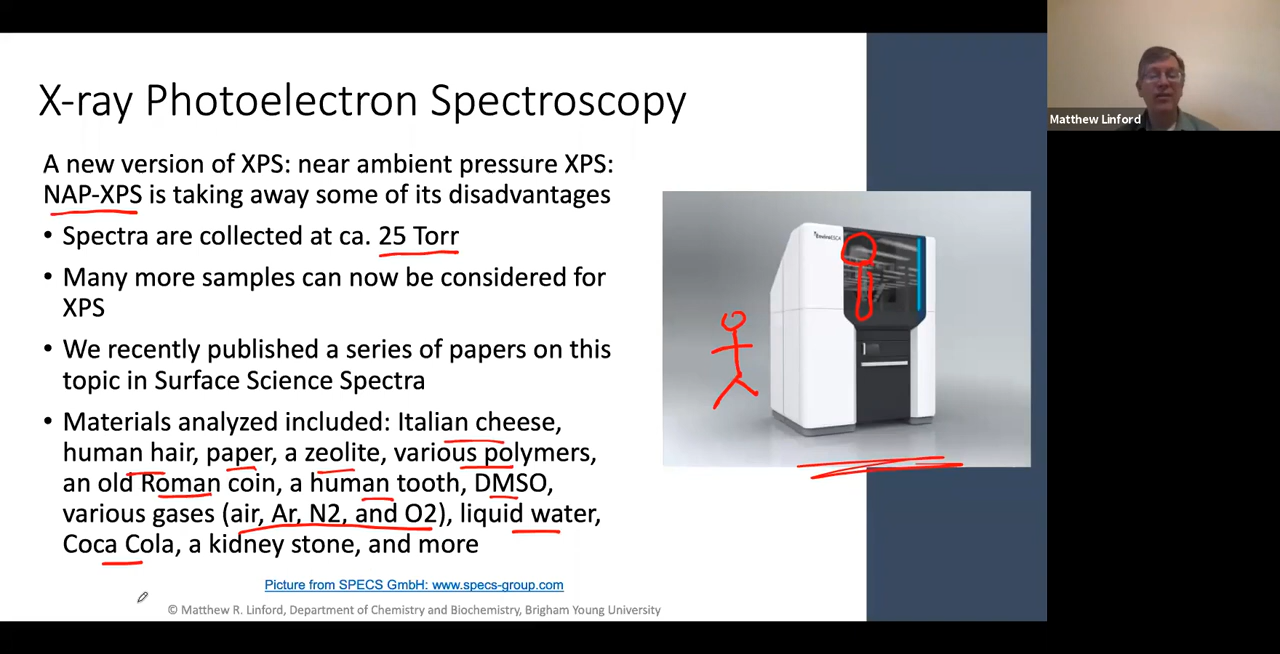 X-ray Photoelectron Spectroscopy
A new version of XPS: near ambient pressure XPS:
NAP-XPS is taking away some of its disadvantages
• Spectra are collected at ca. 25 Torr
• Many more samples can now be considered for
XPS
• We recently published a series of papers on this
topic in Surface Science Spectra
• Materials analyzed included: Italian cheese,
human hair, paper, a zeolite, various polymers,
an old Roman coin, a human tooth, DMSO,
various gases (air, Ar, N2, and O2), liquid water,
Coca Cola, a kidney stone, and more
Picture from SPECS GmbH: www.specs-group.com
© Matthew R. Linford, Department of Chemistry and Biochemistry, Brigham Young University
EnviroESCA
Matthew Linford